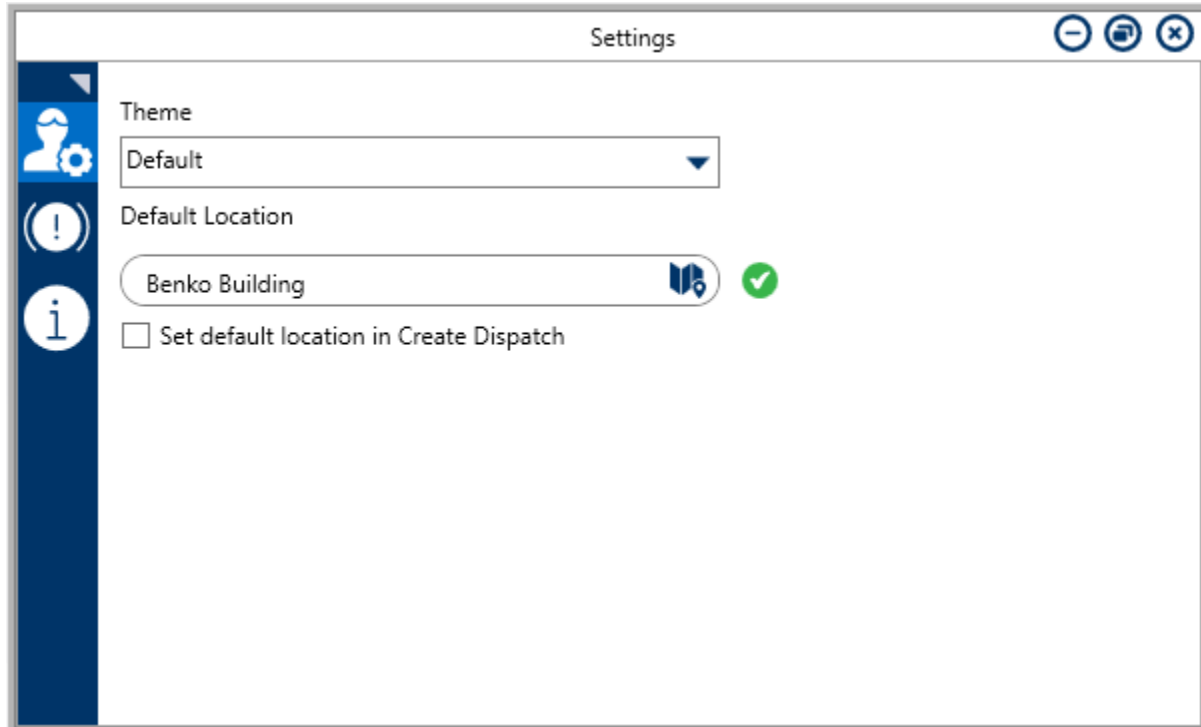 Settings
Theme
Default
Default Location
Benko Building
Set default location in Create Dispatch